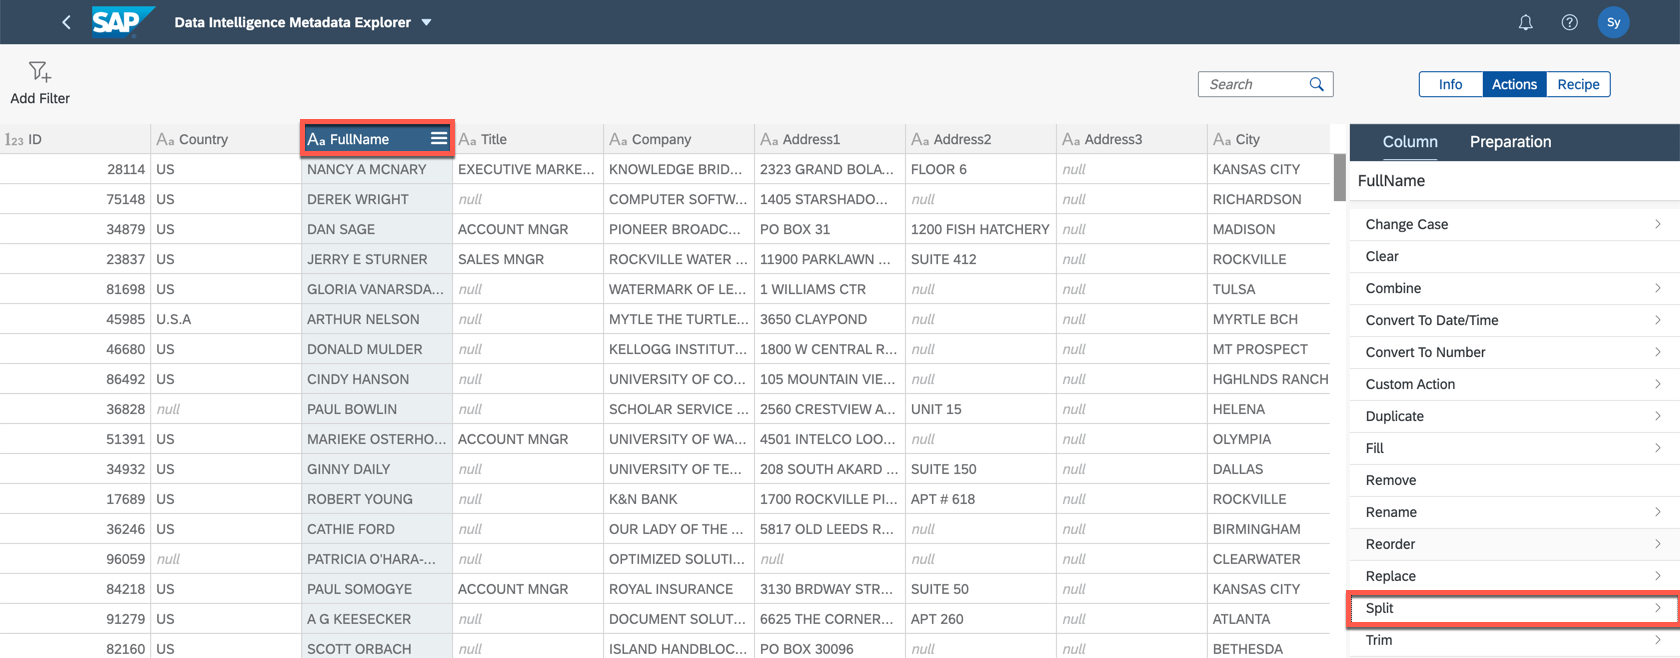 SAP Data Intelligence Metadata Explorer Sy
Add Filter Search Info Actions Recipe
123 ID Aa Country Aa FullName Aa Title Aa Company Aa Address1 Aa Address2 Aa Address3 Aa City
28114 US NANCY A MCNARY EXECUTIVE MARKE... KNOWLEDGE BRID... 2323 GRAND BOLA... FLOOR 6 null KANSAS CITY
75148 US DEREK WRIGHT null COMPUTER SOFTW... 1405 STARSHADO... null null RICHARDSON
34879 US DAN SAGE ACCOUNT MNGR PIONEER BROADC... PO BOX 31 1200 FISH HATCHERY null MADISON
23837 US JERRY E STURNER SALES MNGR ROCKVILLE WATER ... 11900 PARKLAWN ... SUITE 412 null ROCKVILLE
81698 US GLORIA VANARSDA... null WATERMARK OF LE... 1 WILLIAMS CTR null null TULSA
45985 U.S.A ARTHUR NELSON null MYTLE THE TURTLE... 3650 CLAYPOND null null MYRTLE BCH
46680 US DONALD MULDER null KELLOGG INSTITUT... 1800 W CENTRAL R... null null MT PROSPECT
86492 US CINDY HANSON null UNIVERSITY OF CO... 105 MOUNTAIN VIE... null null HGHLNDS RANCH
36828 null PAUL BOWLIN null SCHOLAR SERVICE ... 2560 CRESTVIEW A... UNIT 15 null HELENA
51391 US MARIEKE OSTERHO... ACCOUNT MNGR UNIVERSITY OF WA... 4501 INTELCO LOO... null null OLYMPIA
34932 US GINNY DAILY null UNIVERSITY OF TE... 208 SOUTH AKARD ... SUITE 150 null DALLAS
17689 US ROBERT YOUNG null K&N BANK 1700 ROCKVILLE PI... APT # 618 null ROCKVILLE
36246 US CATHIE FORD null OUR LADY OF THE ... 5817 OLD LEEDS R... null null BIRMINGHAM
96059 null PATRICIA O'HARA-... null OPTIMIZED SOLUTI... null null null CLEARWATER
84218 US PAUL SOMOGYE ACCOUNT MNGR ROYAL INSURANCE 3130 BRDWAY STR... SUITE 50 null KANSAS CITY
91279 US A G KEESECKER null DOCUMENT SOLUT... 6625 THE CORNER... APT 260 null ATLANTA
82160 US SCOTT ORBACH null ISLAND HANDBLOC... PO BOX 30096 null null BETHESDA
Column Preparation
FullName
Change Case
Clear
Combine
Convert To Date/Time
Convert To Number
Custom Action
Duplicate
Fill
Remove
Rename
Reorder
Replace
Split
Trim